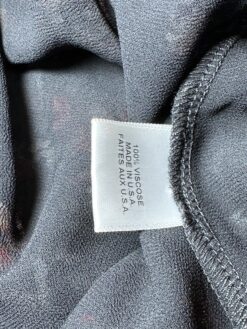 100% VISCOSE
MADE IN U.S.A.
FAITES AUX U.S.A.